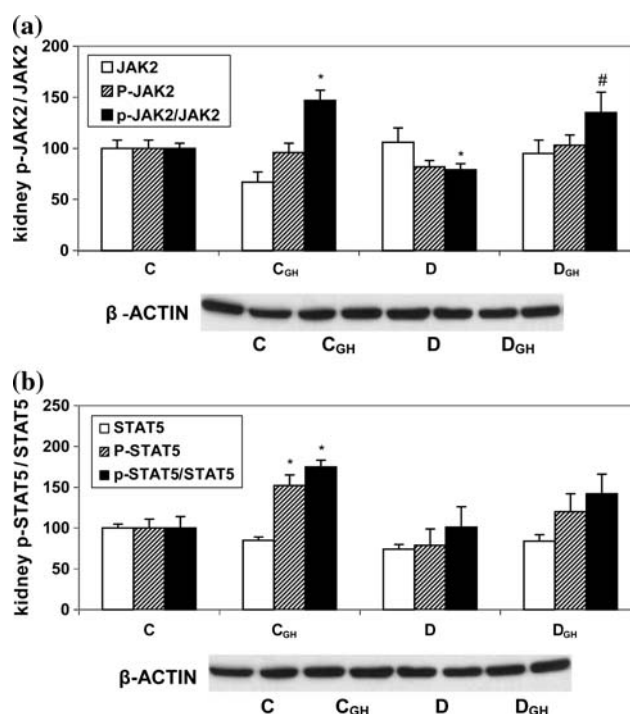 (a)
kidney p-JAK2/JAK2
200
150
100
50
0
JAK2
P-JAK2
p-JAK2/JAK2
*
*
#
C CGH D DGH
β -ACTIN
C CGH D DGH
(b)
kidney p-STAT5/STAT5
250
200
150
100
50
0
STAT5
P-STAT5
p-STAT5/STAT5
* *
C CGH D DGH
β-ACTIN
C CGH D DGH